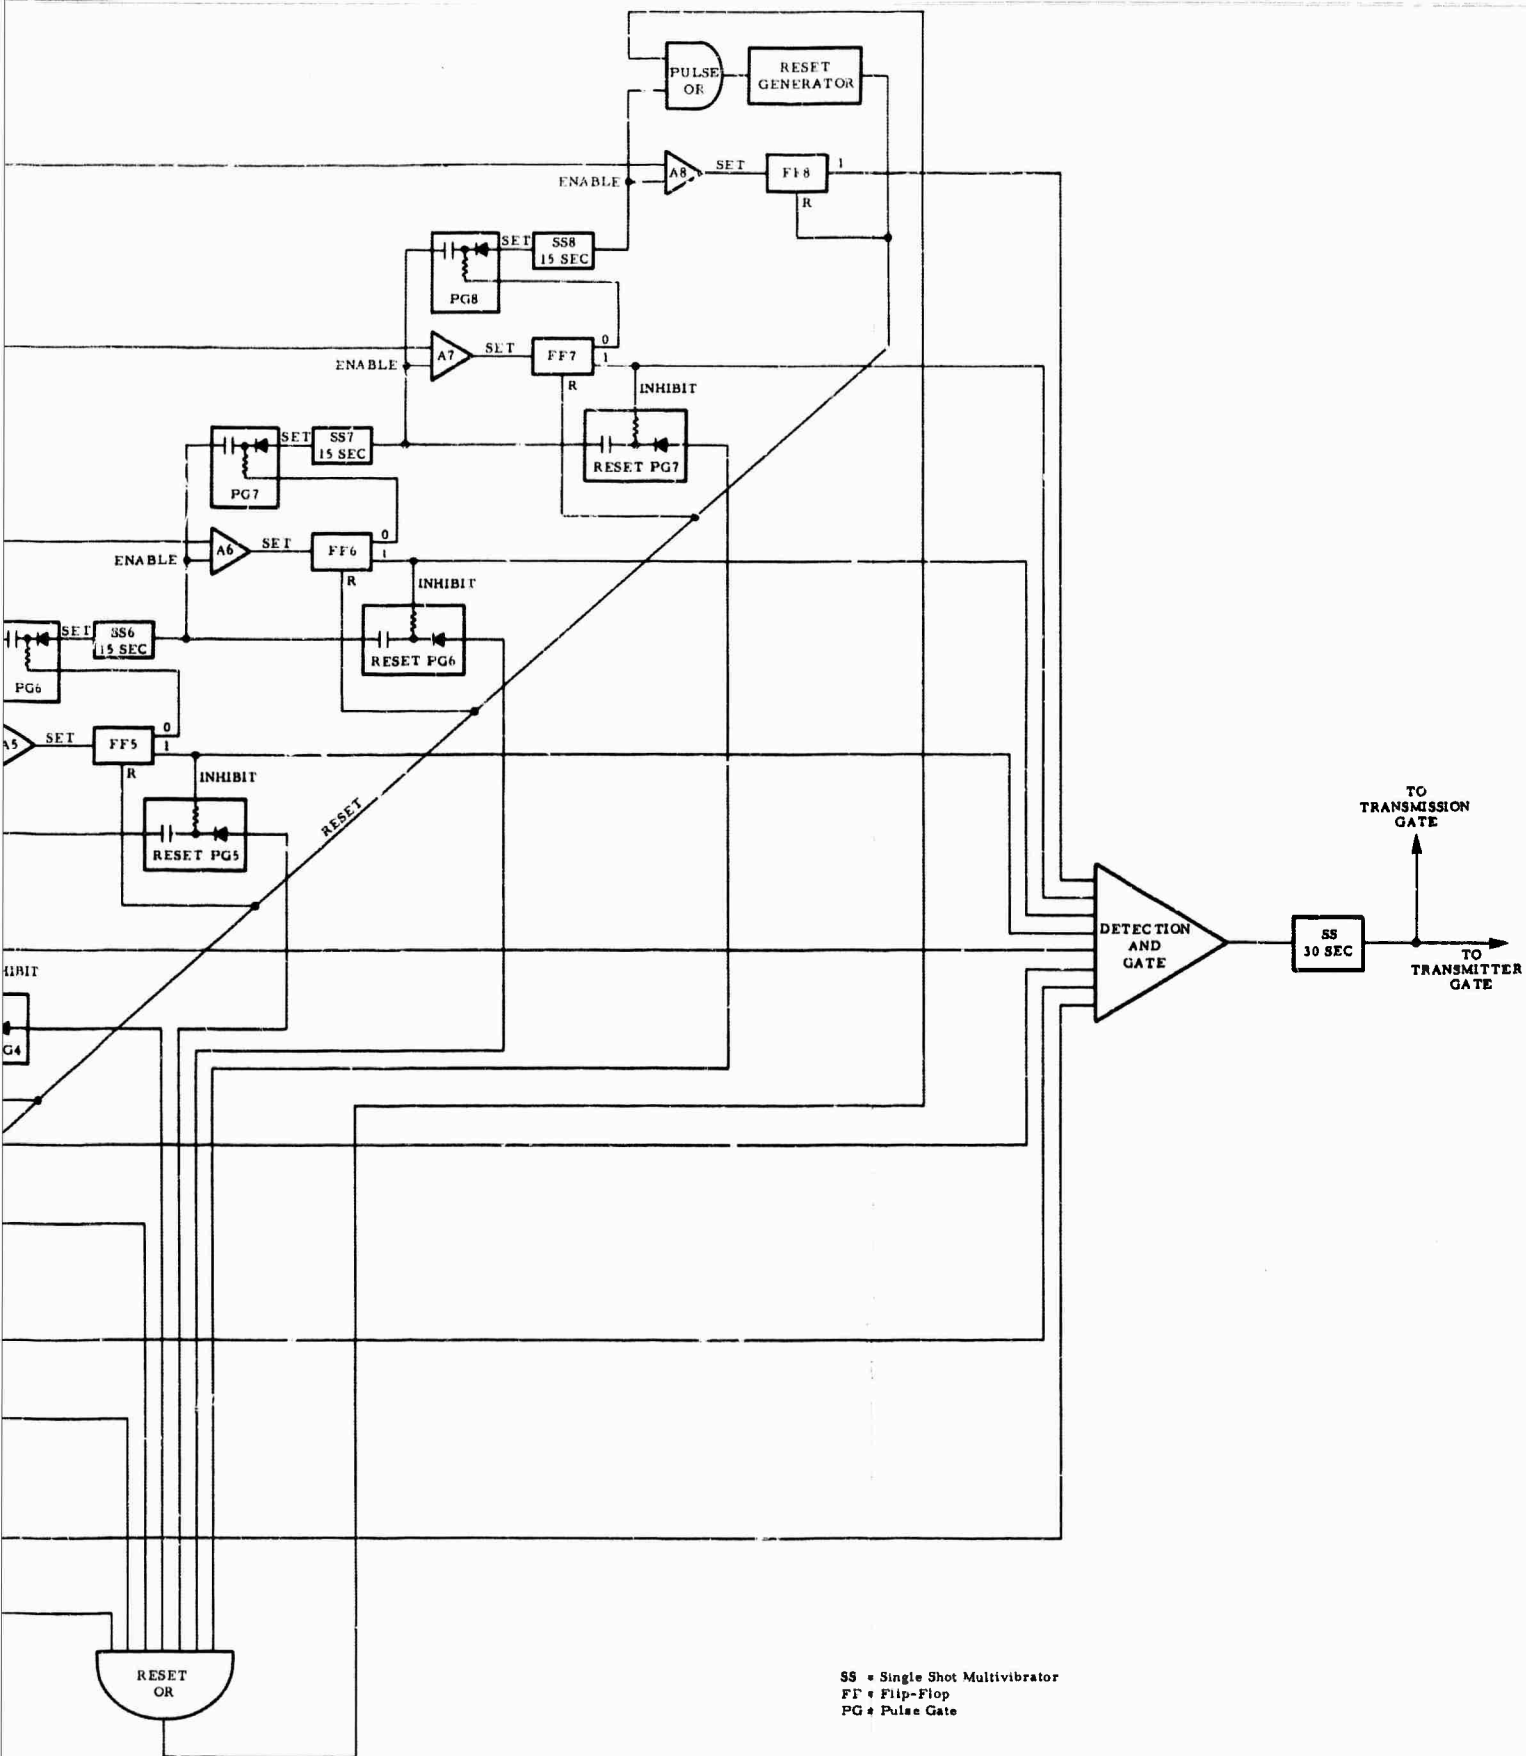 PULSE
OR
RESET
GENERATOR
A8
SET
FF8
1
ENABLE
R
SET
SS8
15 SEC
PG8
A7
SET
FF7
0
1
ENABLE
R
INHIBIT
SET
SS7
15 SEC
RESET PG7
PG7
A6
SET
FF6
0
1
ENABLE
R
INHIBIT
SET
SS6
15 SEC
RESET PG6
PG6
A5
SET
FF5
0
1
R
INHIBIT
RESET
RESET PG5
TO
TRANSMISSION
GATE
DETECTION
AND
GATE
SS
30 SEC
TO
TRANSMITTER
GATE
HIBIT
G4
RESET
OR
SS = Single Shot Multivibrator
FF = Flip-Flop
PG = Pulse Gate